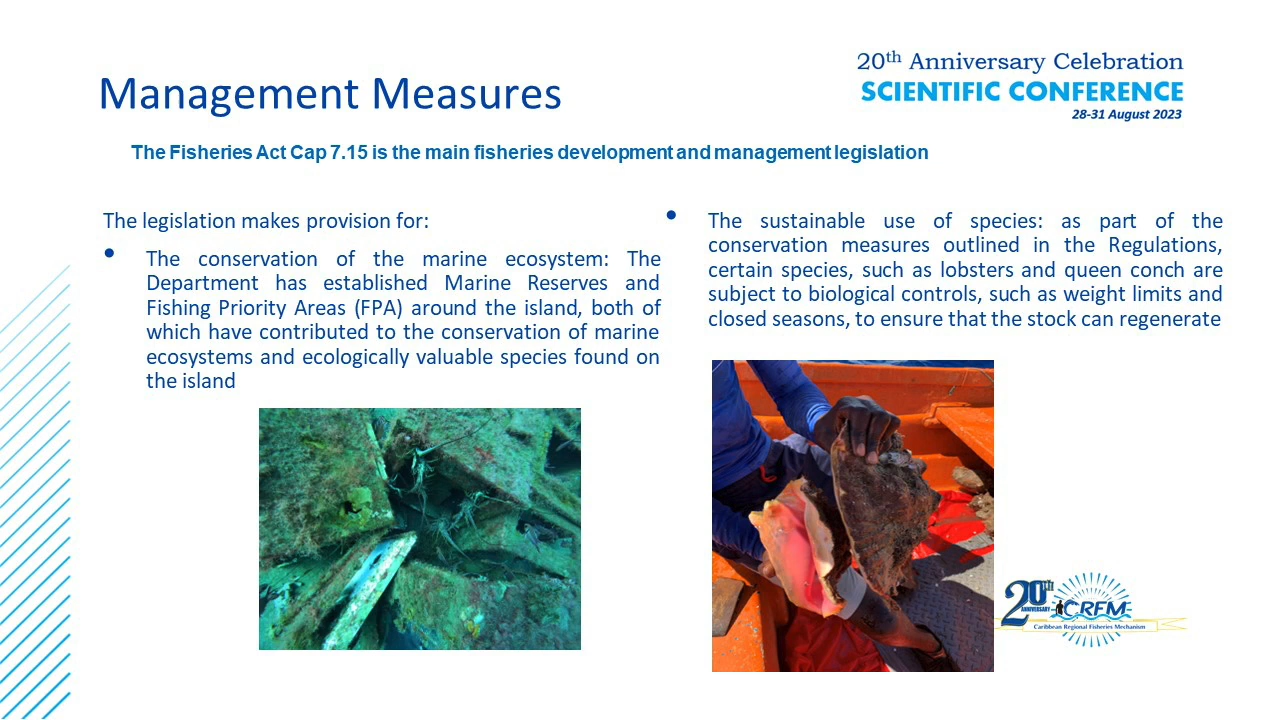 Management Measures
20th Anniversary Celebration
SCIENTIFIC CONFERENCE
28-31 August 2023
The Fisheries Act Cap 7.15 is the main fisheries development and management legislation
The legislation makes provision for:
• The conservation of the marine ecosystem: The
Department has established Marine Reserves and
Fishing Priority Areas (FPA) around the island, both of
which have contributed to the conservation of marine
ecosystems and ecologically valuable species found on
the island
• The sustainable use of species: as part of the
conservation measures outlined in the Regulations,
certain species, such as lobsters and queen conch are
subject to biological controls, such as weight limits and
closed seasons, to ensure that the stock can regenerate
20th
ANNIVERSARY
CRFM
Caribbean Regional Fisheries Mechanism